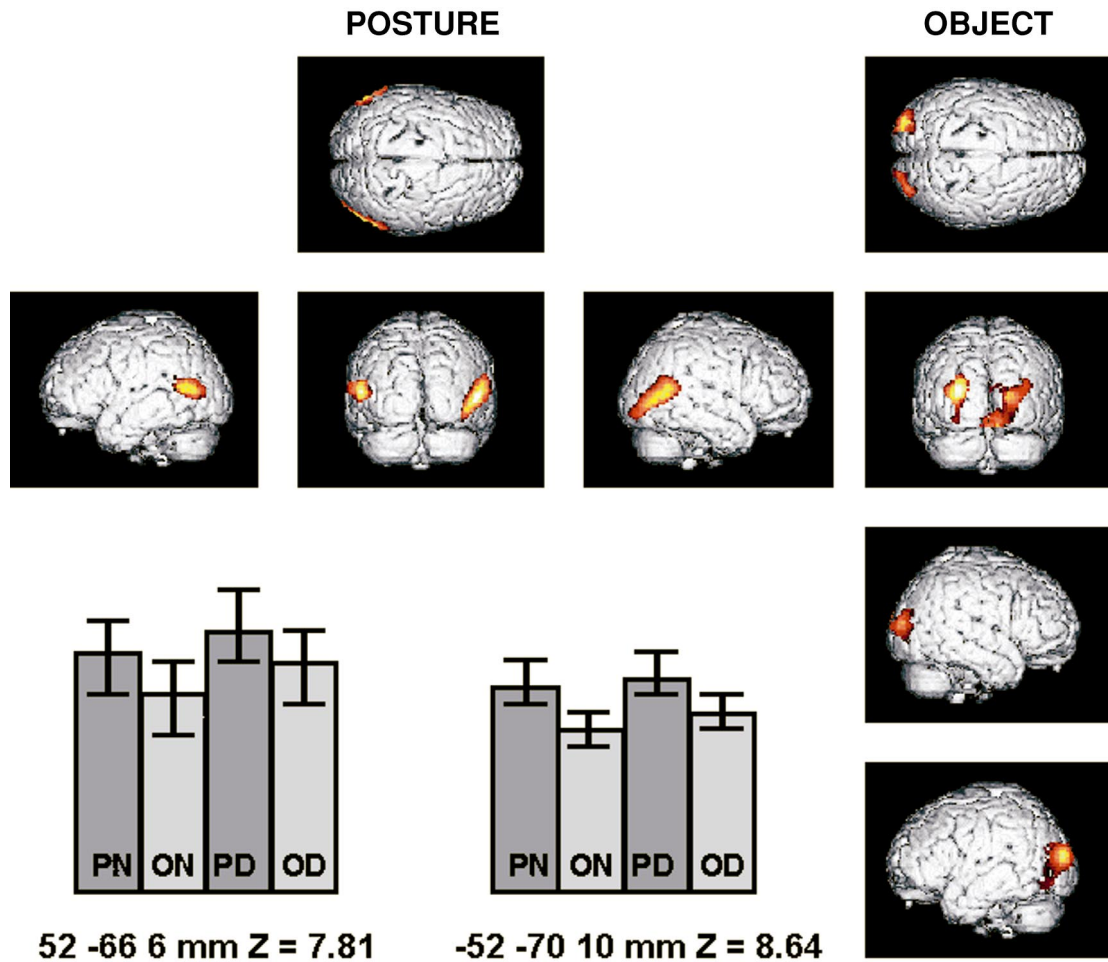 POSTURE OBJECT
PN ON PD OD PN ON PD OD
52 -66 6 mm Z = 7.81 -52 -70 10 mm Z = 8.64